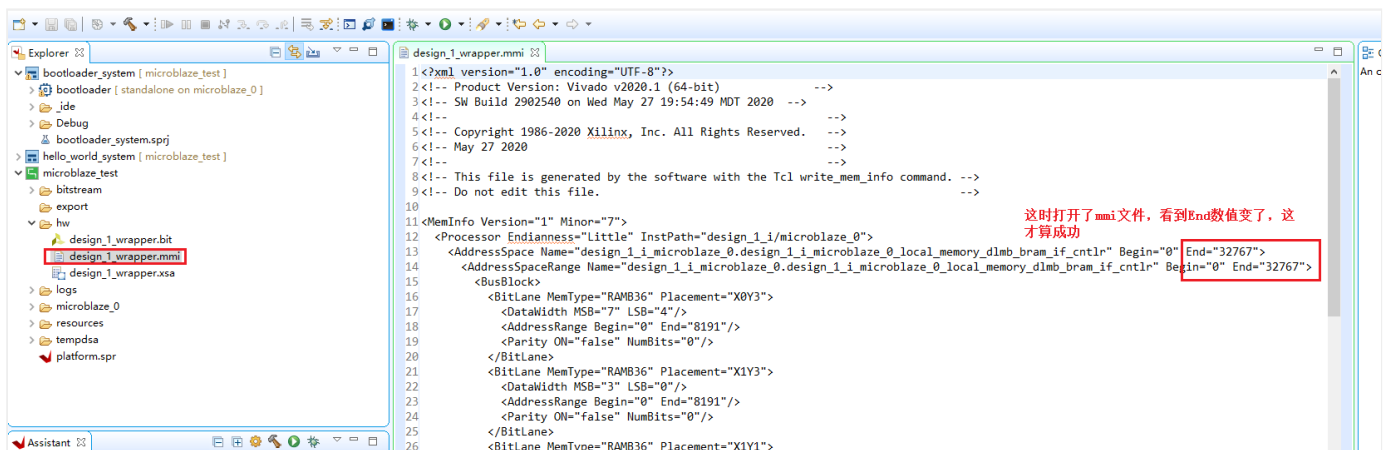 Explorer
bootloader_system [ microblaze_test ]
bootloader [ standalone on microblaze_0 ]
_ide
Debug
bootloader_system.sprj
hello_world_system [ microblaze_test ]
microblaze_test
bitstream
export
hw
design_1_wrapper.bit
design_1_wrapper.mmi
design_1_wrapper.xsa
logs
microblaze_0
resources
tempdsa
platform.spr
Assistant
design_1_wrapper.mmi
1 <?xml version="1.0" encoding="UTF-8"?>
2 <!-- Product Version: Vivado v2020.1 (64-bit) -->
3 <!-- SW Build 2902540 on Wed May 27 19:54:49 MDT 2020 -->
4 <!-- -->
5 <!-- Copyright 1986-2020 Xilinx, Inc. All Rights Reserved. -->
6 <!-- May 27 2020 -->
7 <!-- -->
8 <!-- This file is generated by the software with the Tcl write_mem_info command. -->
9 <!-- Do not edit this file. -->
10
11 <MemInfo Version="1" Minor="7">
12 <Processor Endianness="Little" InstPath="design_1_i/microblaze_0">
13 <AddressSpace Name="design_1_i_microblaze_0.design_1_i_microblaze_0_local_memory_dlmb_bram_if_cntlr" Begin="0" End="32767">
14 <AddressSpaceRange Name="design_1_i_microblaze_0.design_1_i_microblaze_0_local_memory_dlmb_bram_if_cntlr" Begin="0" End="32767">
15 <BusBlock>
16 <BitLane MemType="RAMB36" Placement="X0Y3">
17 <DataWidth MSB="7" LSB="4"/>
18 <AddressRange Begin="0" End="8191"/>
19 <Parity ON="false" NumBits="0"/>
20 </BitLane>
21 <BitLane MemType="RAMB36" Placement="X1Y3">
22 <DataWidth MSB="3" LSB="0"/>
23 <AddressRange Begin="0" End="8191"/>
24 <Parity ON="false" NumBits="0"/>
25 </BitLane>
26 <BitLane MemType="RAMB36" Placement="X1Y1">
这时打开了mmi文件，看到End数值变了，这
才算成功